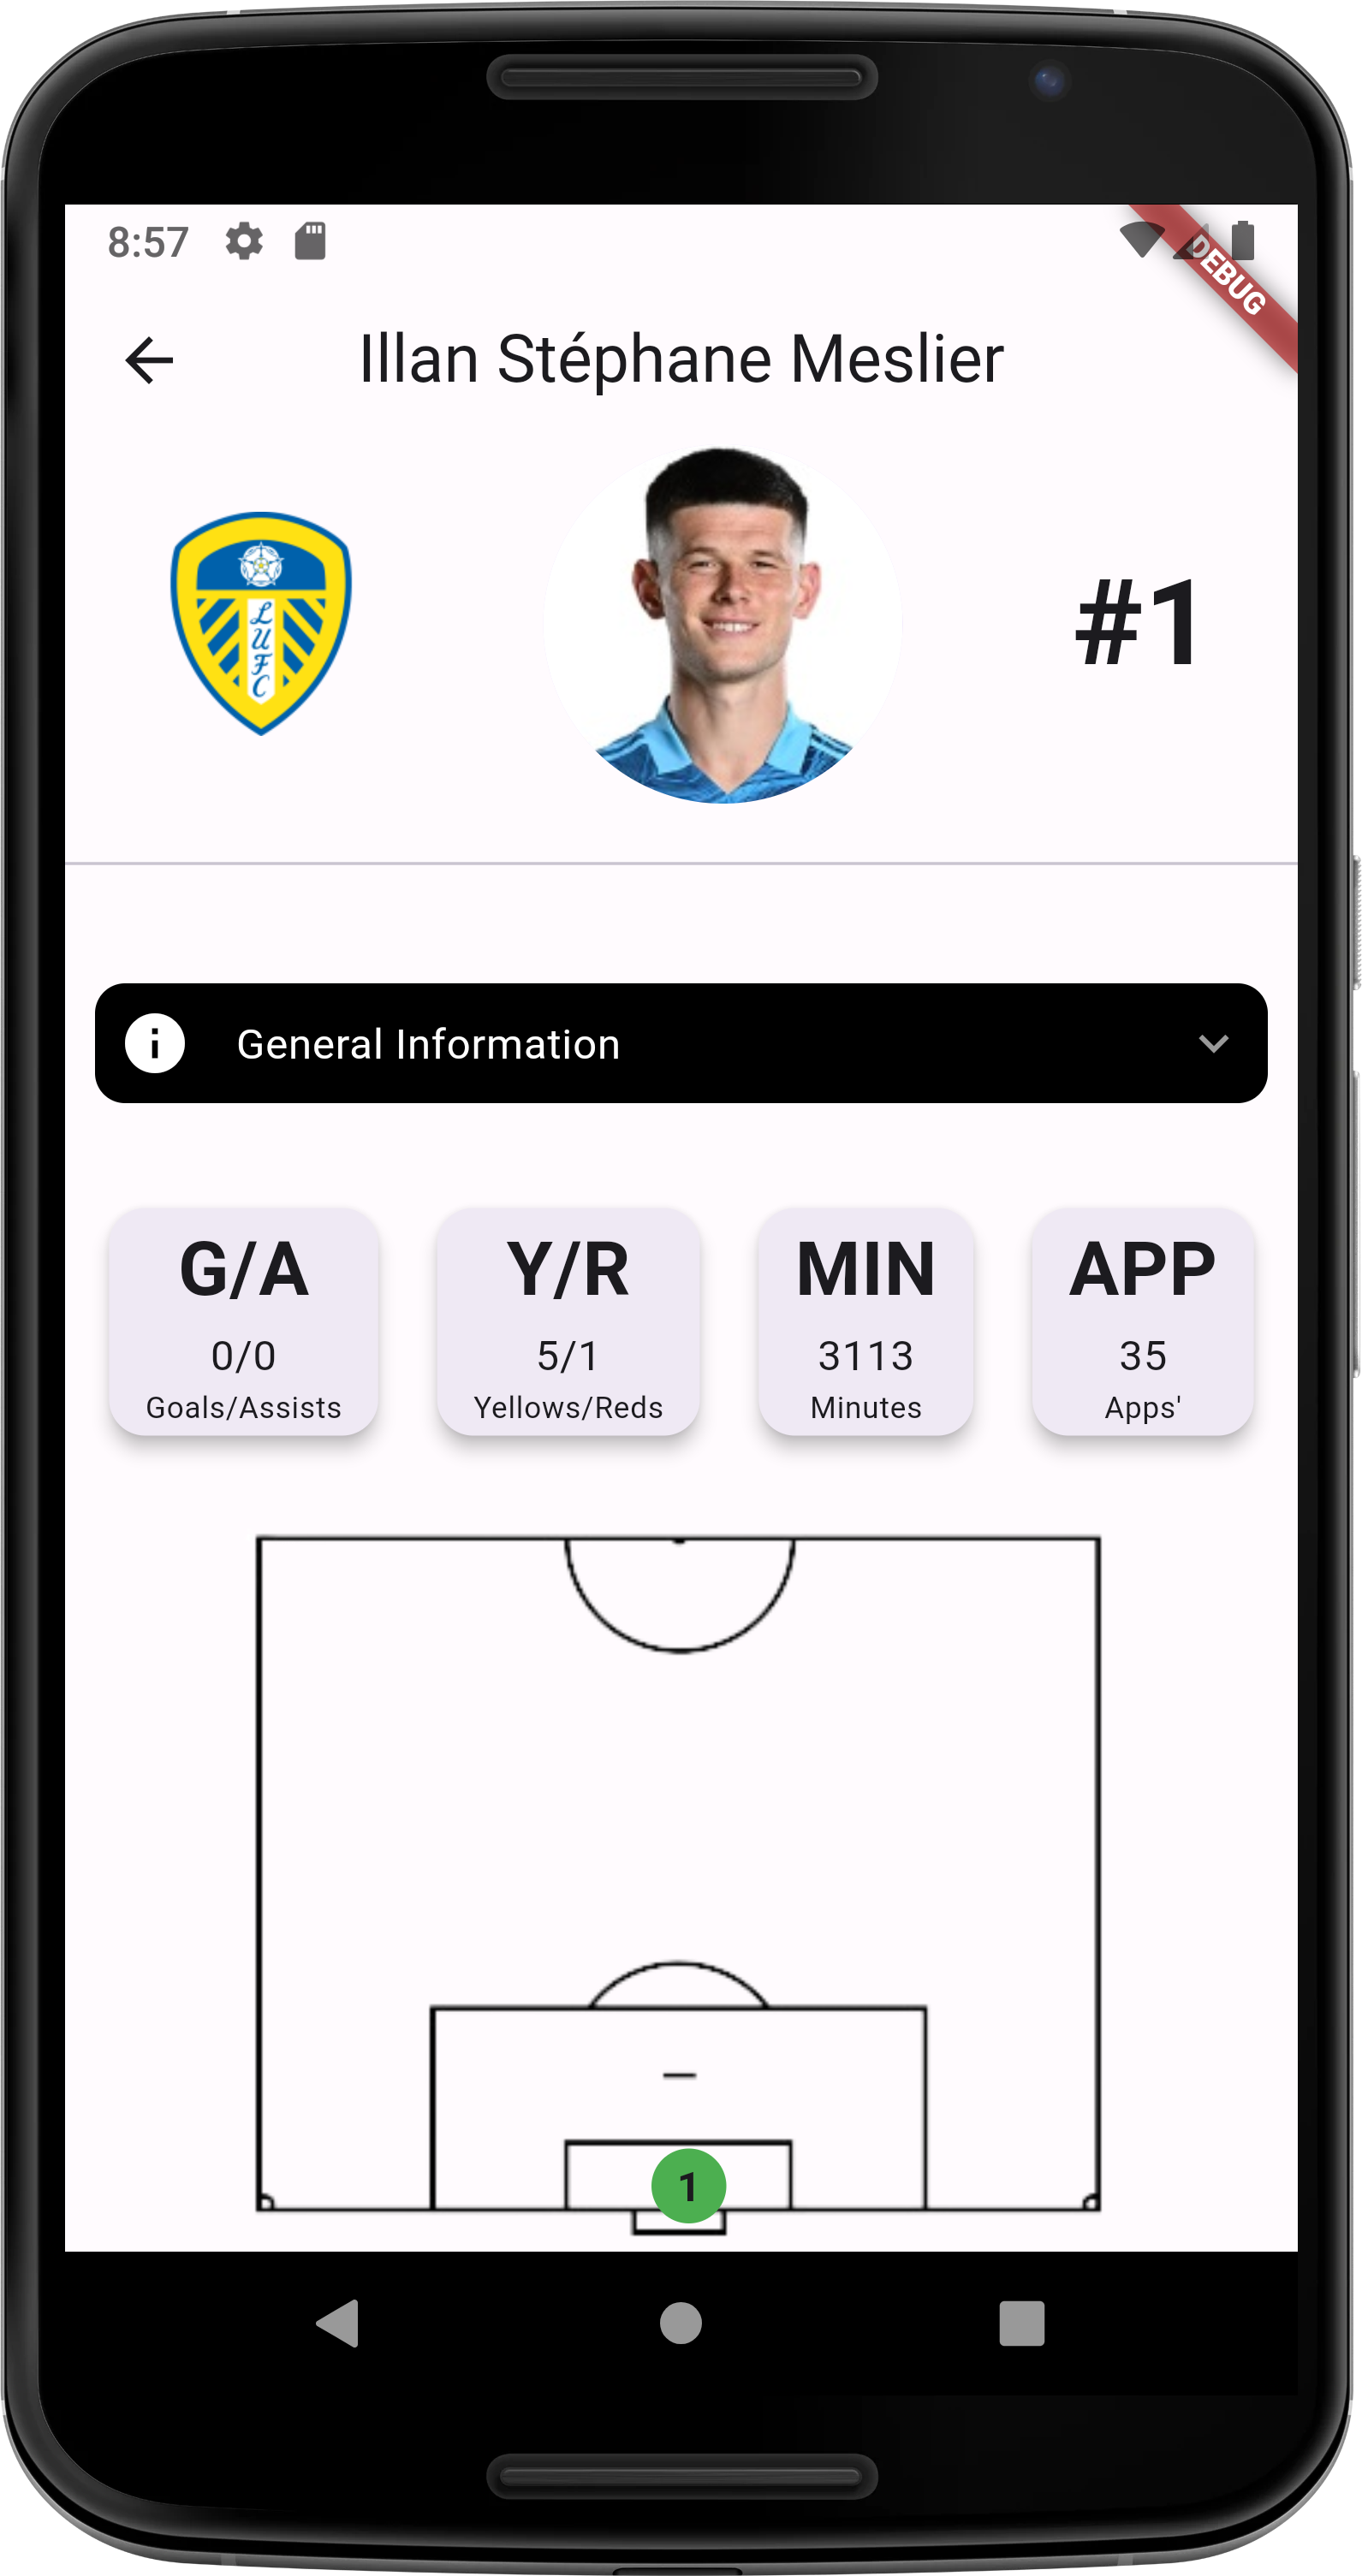 8:57
DEBUG
Illan Stéphane Meslier
LUFC
#1
General Information
G/A
0/0
Goals/Assists
Y/R
5/1
Yellows/Reds
MIN
3113
Minutes
APP
35
Apps'
1